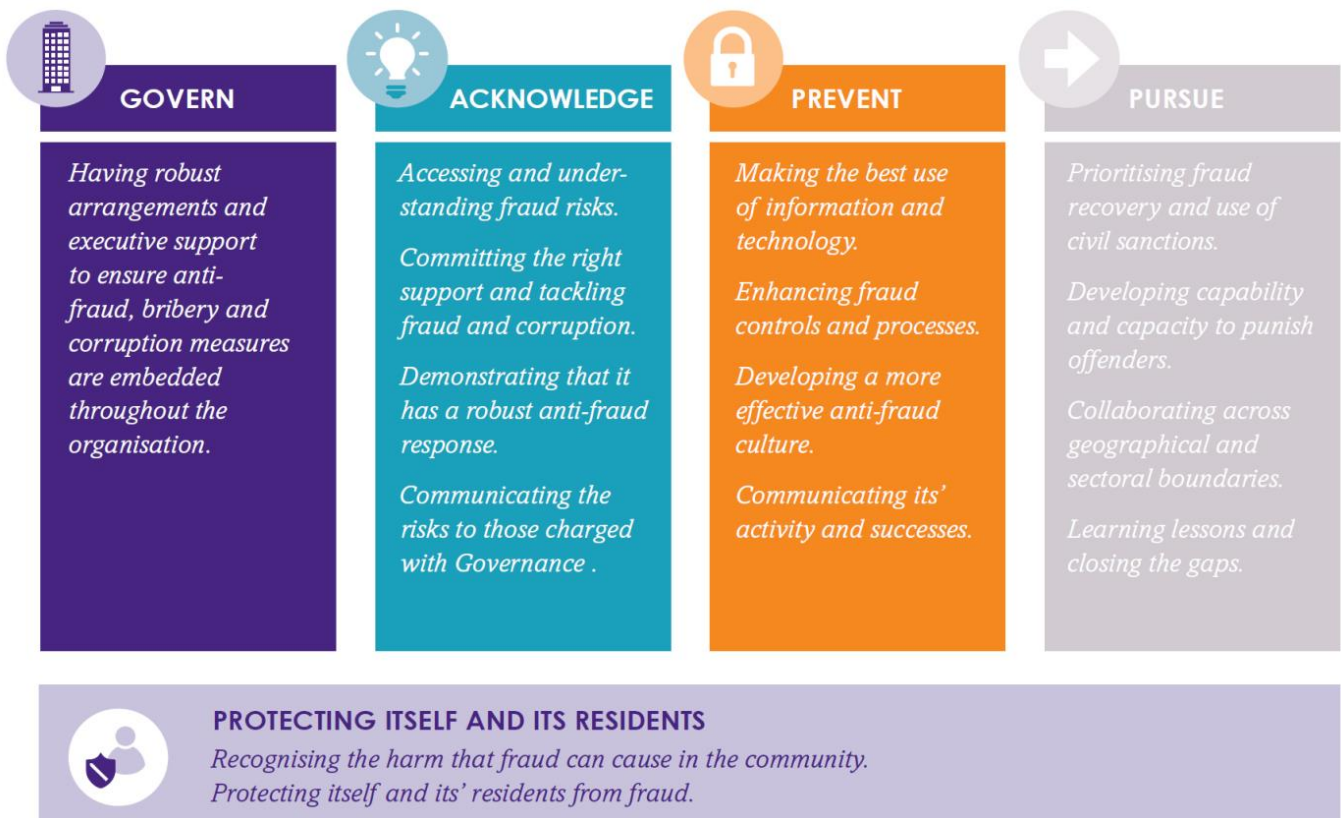 GOVERN
Having robust
arrangements and
executive support
to ensure anti-
fraud, bribery and
corruption measures
are embedded
throughout the
organisation.
ACKNOWLEDGE
Accessing and under-
standing fraud risks.
Committing the right
support and tackling
fraud and corruption.
Demonstrating that it
has a robust anti-fraud
response.
Communicating the
risks to those charged
with Governance .
PREVENT
Making the best use
of information and
technology.
Enhancing fraud
controls and processes.
Developing a more
effective anti-fraud
culture.
Communicating its’
activity and successes.
PURSUE
Prioritising fraud
recovery and use of
civil sanctions.
Developing capability
and capacity to punish
offenders.
Collaborating across
geographical and
sectoral boundaries.
Learning lessons and
closing the gaps.
PROTECTING ITSELF AND ITS RESIDENTS
Recognising the harm that fraud can cause in the community.
Protecting itself and its’ residents from fraud.